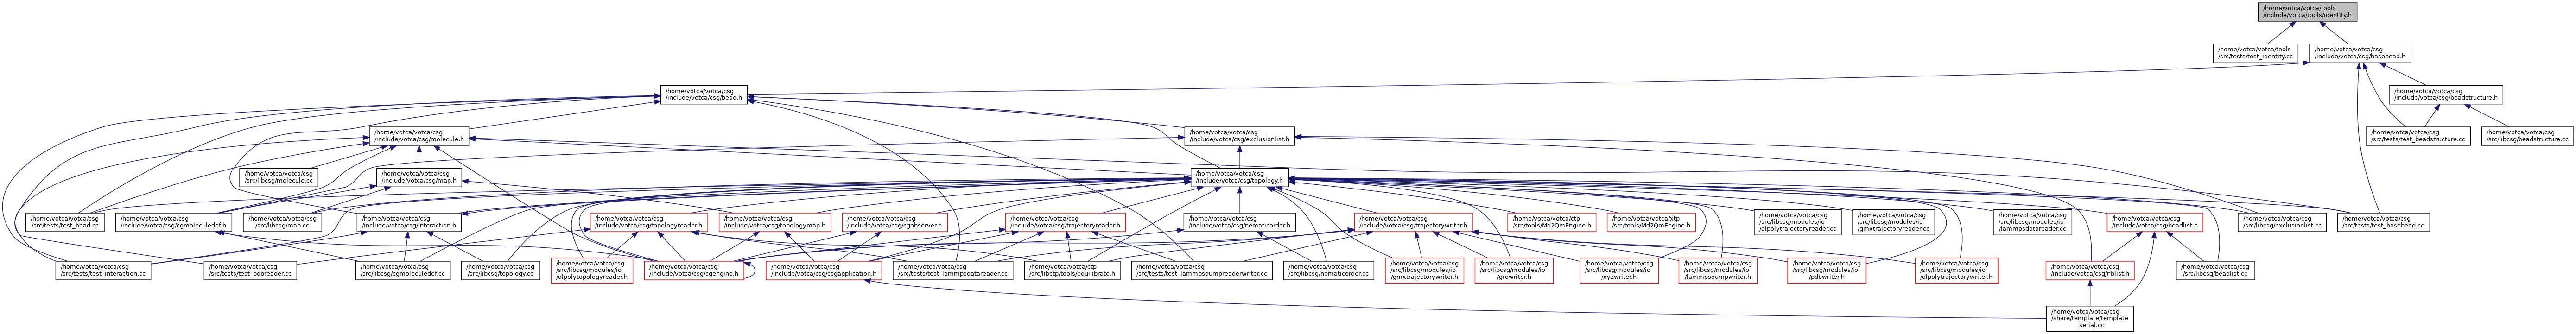 /home/votca/votca/tools
/include/votca/tools/identity.h
/home/votca/votca/tools
/src/tests/test_identity.cc
/home/votca/votca/csg
/include/votca/csg/basebead.h
/home/votca/votca/csg
/include/votca/csg/bead.h
/home/votca/votca/csg
/include/votca/csg/beadstructure.h
/home/votca/votca/csg
/include/votca/csg/molecule.h
/home/votca/votca/csg
/include/votca/csg/exclusionlist.h
/home/votca/votca/csg
/src/tests/test_beadstructure.cc
/home/votca/votca/csg
/src/libcsg/beadstructure.cc
/home/votca/votca/csg
/src/libcsg/molecule.cc
/home/votca/votca/csg
/include/votca/csg/map.h
/home/votca/votca/csg
/include/votca/csg/topology.h
/home/votca/votca/csg
/src/tests/test_bead.cc
/home/votca/votca/csg
/include/votca/csg/cgmoleculedef.h
/home/votca/votca/csg
/src/libcsg/map.cc
/home/votca/votca/csg
/include/votca/csg/interaction.h
/home/votca/votca/csg
/include/votca/csg/topologyreader.h
/home/votca/votca/csg
/include/votca/csg/topologymap.h
/home/votca/votca/csg
/include/votca/csg/cgobserver.h
/home/votca/votca/csg
/include/votca/csg/trajectoryreader.h
/home/votca/votca/csg
/include/votca/csg/nematicorder.h
/home/votca/votca/csg
/include/votca/csg/trajectorywriter.h
/home/votca/votca/ctp
/src/tools/Md2QmEngine.h
/home/votca/votca/xtp
/src/tools/Md2QmEngine.h
/home/votca/votca/csg
/src/libcsg/modules/io
/dlpolytrajectoryreader.cc
/home/votca/votca/csg
/src/libcsg/modules/io
/gmxtrajectoryreader.cc
/home/votca/votca/csg
/src/libcsg/modules/io
/lammpsdatareader.cc
/home/votca/votca/csg
/include/votca/csg/beadlist.h
/home/votca/votca/csg
/src/libcsg/exclusionlist.cc
/home/votca/votca/csg
/src/tests/test_basebead.cc
/home/votca/votca/csg
/src/tests/test_interaction.cc
/home/votca/votca/csg
/src/tests/test_pdbreader.cc
/home/votca/votca/csg
/src/libcsg/cgmoleculedef.cc
/home/votca/votca/csg
/src/libcsg/topology.cc
/home/votca/votca/csg
/src/libcsg/modules/io
/dlpolytopologyreader.h
/home/votca/votca/csg
/include/votca/csg/cgengine.h
/home/votca/votca/csg
/include/votca/csg/csgapplication.h
/home/votca/votca/csg
/src/tests/test_lammpsdatareader.cc
/home/votca/votca/ctp
/src/libctp/tools/equilibrate.h
/home/votca/votca/csg
/src/tests/test_lammpsdumpreaderwriter.cc
/home/votca/votca/csg
/src/libcsg/nematicorder.cc
/home/votca/votca/csg
/src/libcsg/modules/io
/gmxtrajectorywriter.h
/home/votca/votca/csg
/src/libcsg/modules/io
/growriter.h
/home/votca/votca/csg
/src/libcsg/modules/io
/xyzwriter.h
/home/votca/votca/csg
/src/libcsg/modules/io
/lammpsdumpwriter.h
/home/votca/votca/csg
/src/libcsg/modules/io
/pdbwriter.h
/home/votca/votca/csg
/src/libcsg/modules/io
/dlpolytrajectorywriter.h
/home/votca/votca/csg
/include/votca/csg/nblist.h
/home/votca/votca/csg
/src/libcsg/beadlist.cc
/home/votca/votca/csg
/share/template/template
_serial.cc